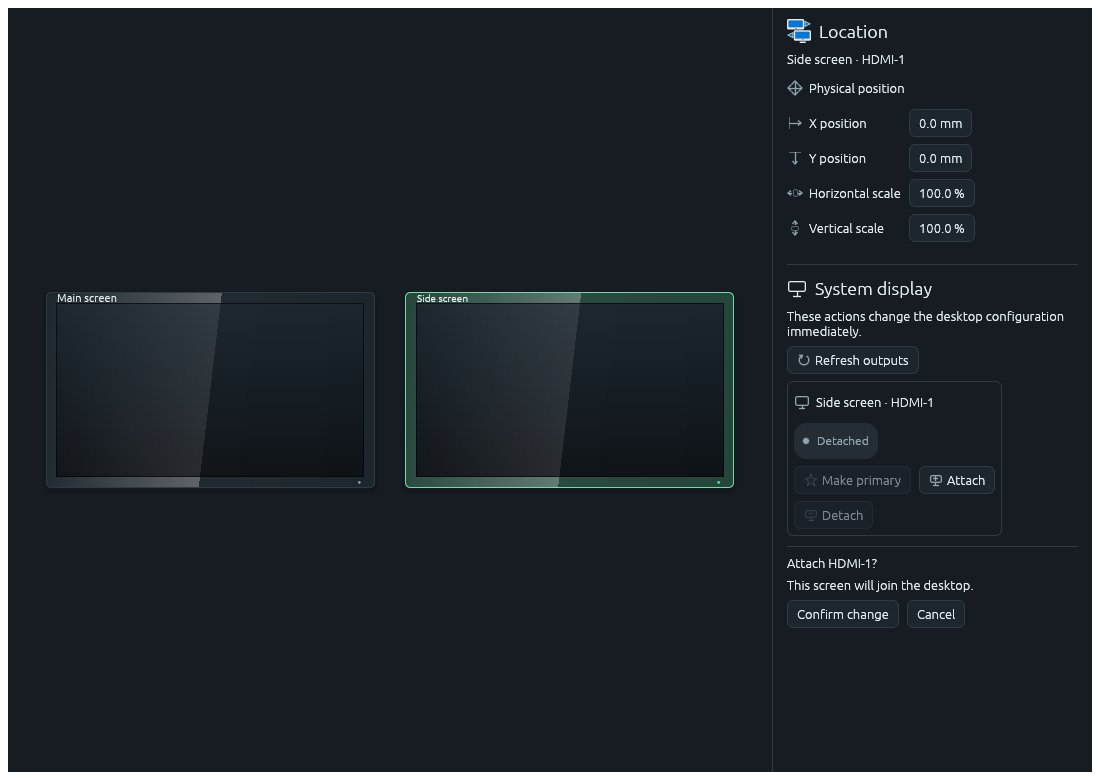 Main screen
Side screen
Location
Side screen · HDMI-1
Physical position
X position 0.0 mm
Y position 0.0 mm
Horizontal scale 100.0 %
Vertical scale 100.0 %
System display
These actions change the desktop configuration
immediately.
Refresh outputs
Side screen · HDMI-1
Detached
Make primary Attach
Detach
Attach HDMI-1?
This screen will join the desktop.
Confirm change Cancel